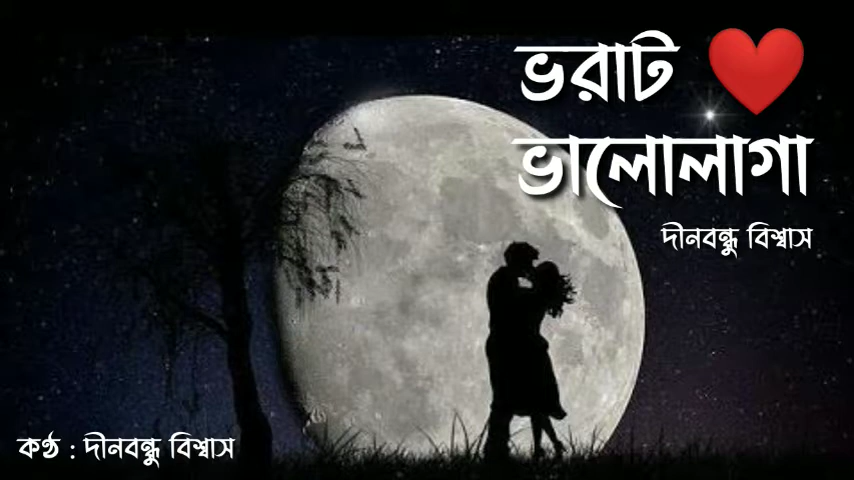 ভরাট ❤️
ভালোলাগা
দীনবন্ধু বিশ্বাস
কণ্ঠ : দীনবন্ধু বিশ্বাস